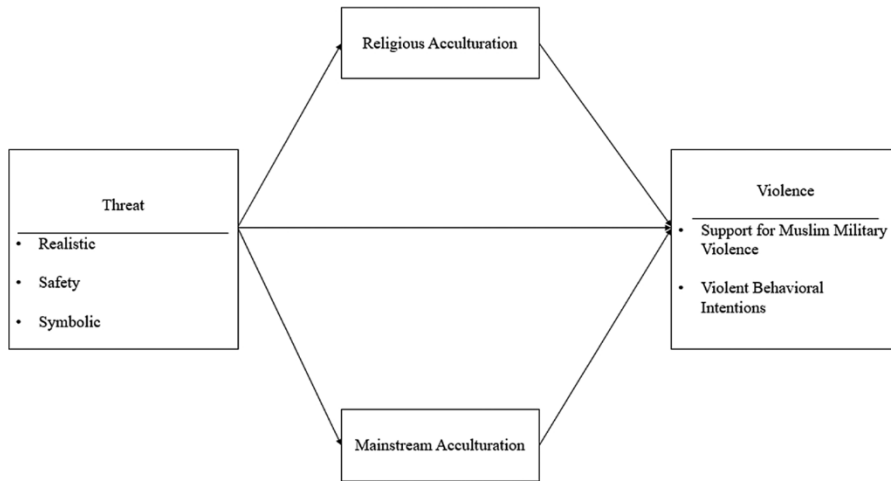 Religious Acculturation
Threat
• Realistic
• Safety
• Symbolic
Violence
• Support for Muslim Military
Violence
• Violent Behavioral
Intentions
Mainstream Acculturation